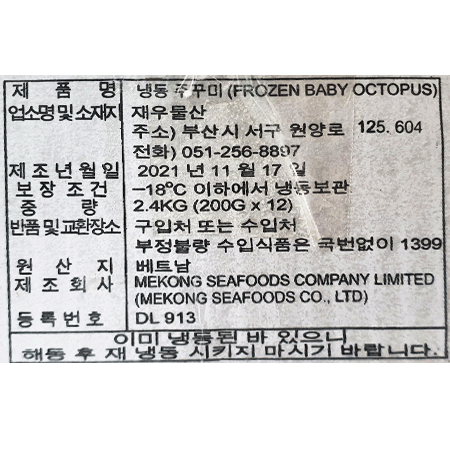 제 품 명 냉동 주꾸미 (FROZEN BABY OCTOPUS)
업소명 및 소재지 재우물산
주소) 부산시 서구 원양로 125. 604
전화) 051-256-8897
제 조 년 월 일 2021 년 11 월 17 일
보 장 조 건 -18℃ 이하에서 냉동보관
중 량 2.4KG (200G x 12)
반품 및 교환장소 구입처 또는 수입처
부정불량 수입식품은 국번없이 1399
원 산 지 베트남
제 조 회 사 MEKONG SEAFOODS COMPANY LIMITED
(MEKONG SEAFOODS CO., LTD)
등 록 번 호 DL 913
이미 냉동된 바 있으니
해동 후 재 냉동 시키지 마시기 바랍니다.